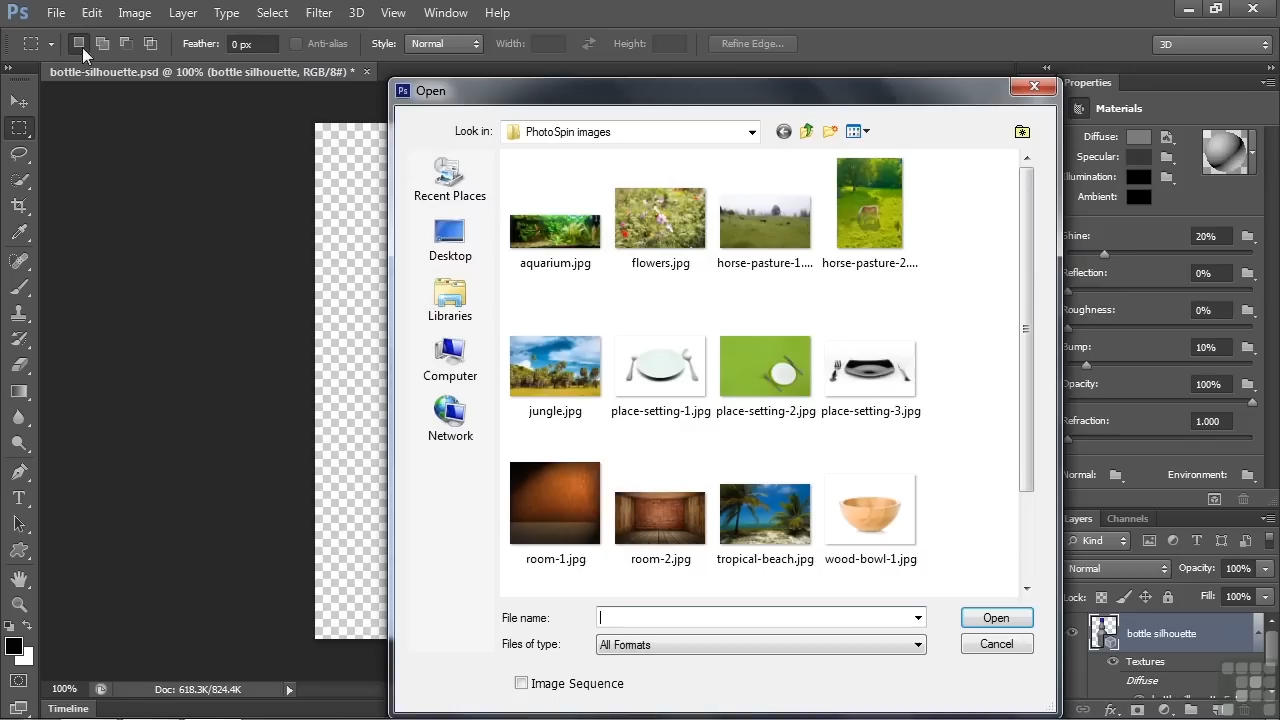 Ps File Edit Image Layer Type Select Filter 3D View Window Help
Feather: 0 px Anti-alias Style: Normal Width: Height: Refine Edge... 3D
bottle-silhouette.psd @ 100% (bottle silhouette, RGB/8#) * ×
Ps Open
Look in: PhotoSpin images
Recent Places
Desktop
Libraries
Computer
Network
aquarium.jpg flowers.jpg horse-pasture-1.... horse-pasture-2....
jungle.jpg place-setting-1.jpg place-setting-2.jpg place-setting-3.jpg
room-1.jpg room-2.jpg tropical-beach.jpg wood-bowl-1.jpg
File name:
Open
Files of type: All Formats
Cancel
Image Sequence
Properties
Materials
Diffuse:
Specular:
Illumination:
Ambient:
Shine: 20%
Reflection: 0%
Roughness: 0%
Bump: 10%
Opacity: 100%
Refraction: 1.000
Normal: Environment:
Layers Channels
Kind
Normal Opacity: 100%
Lock: Fill: 100%
bottle silhouette
Textures
Diffuse
T
100% Doc: 618.3K/824.4K
Timeline